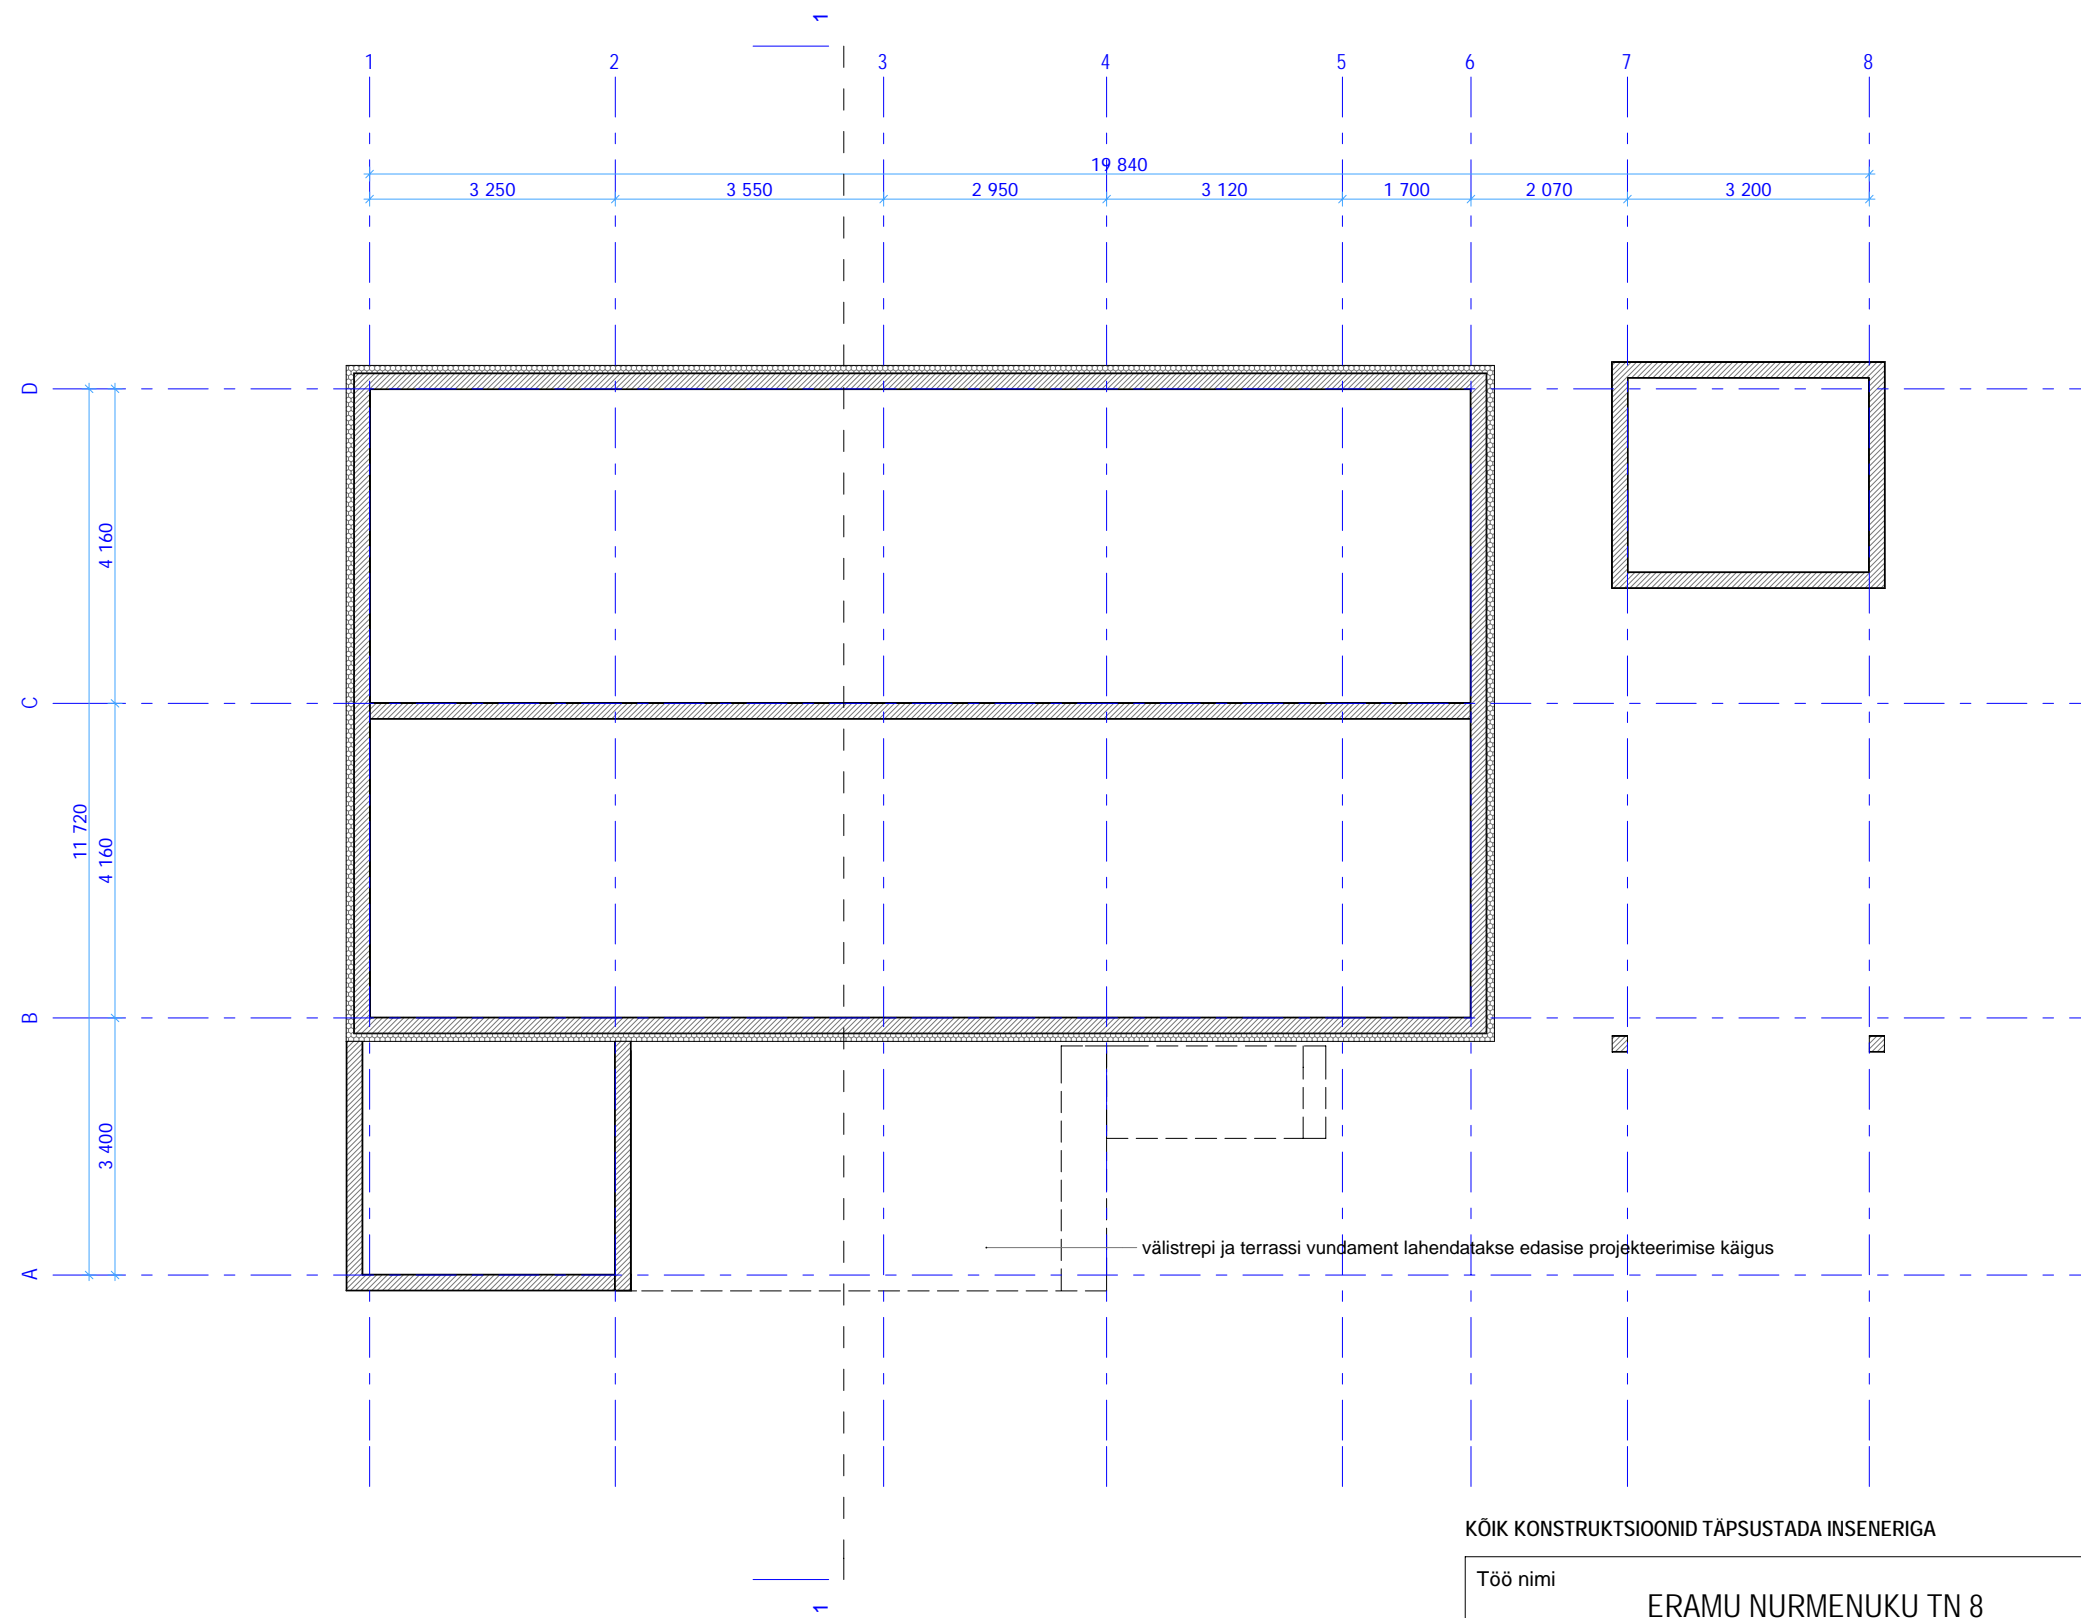 1
1 2 3 4 5 6 7 8
19 840
3 250 3 550 2 950 3 120 1 700 2 070 3 200
D
4 160
C
11 720
4 160
B
3 400
välistrepi ja terrassi vundament lahendatakse edasise projekteerimise käigus
A
KÕIK KONSTRUKTSIOONID TÄPSUSTADA INSENERIGA
Töö nimi
ERAMU NURMENUKU TN 8
1